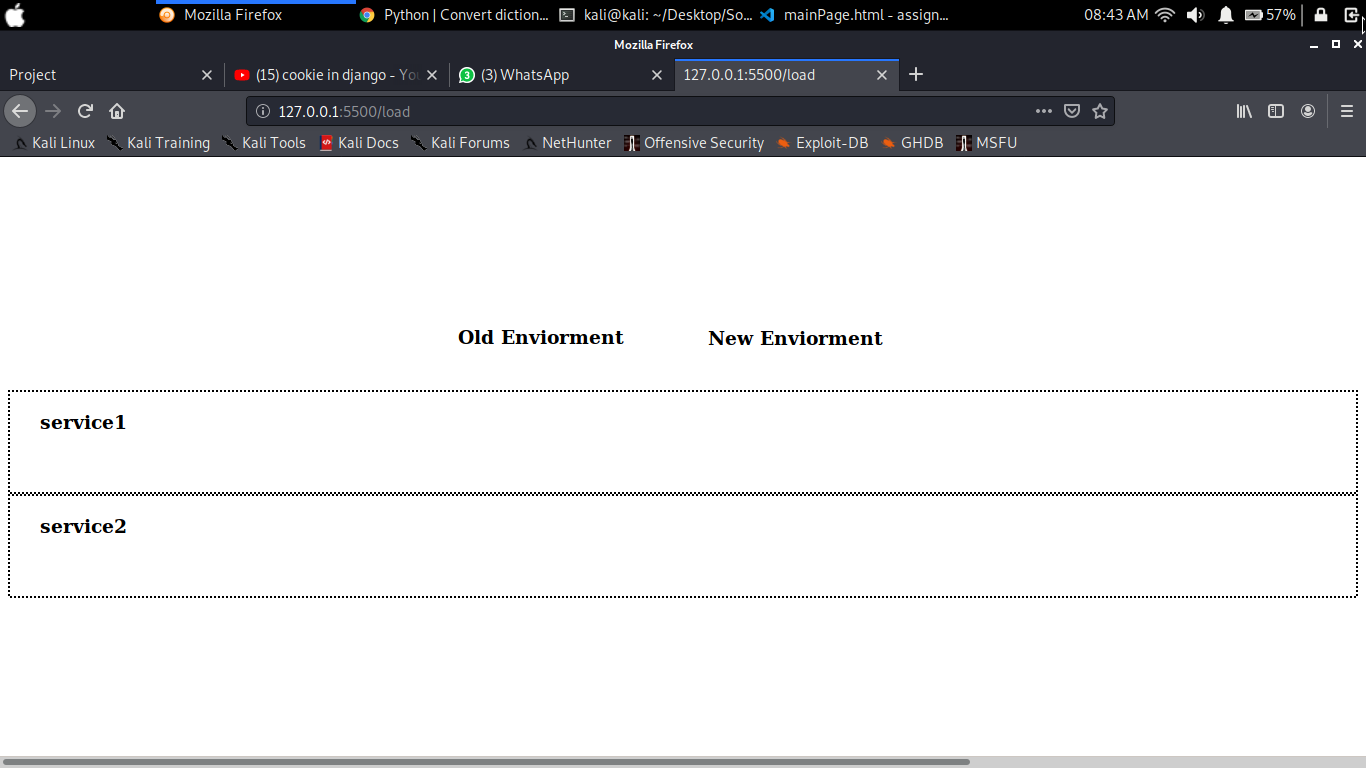 Mozilla Firefox Python | Convert diction... kali@kali: ~/Desktop/So... mainPage.html - assign... 08:43 AM 57%
Mozilla Firefox
Project (15) cookie in django - You (3) WhatsApp 127.0.0.1:5500/load
127.0.0.1:5500/load
Kali Linux Kali Training Kali Tools Kali Docs Kali Forums NetHunter Offensive Security Exploit-DB GHDB MSFU
Old Enviorment New Enviorment
service1
service2